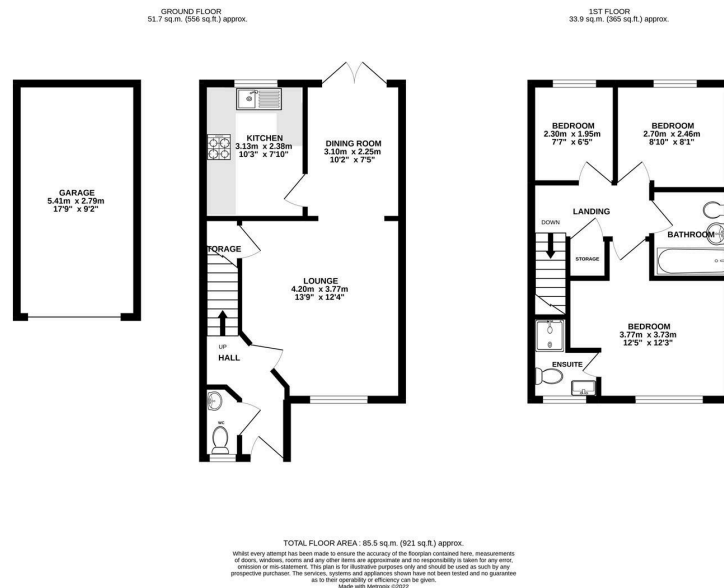 GROUND FLOOR
51.7 sq.m. (556 sq.ft.) approx.
1ST FLOOR
33.9 sq.m. (365 sq.ft.) approx.
GARAGE
5.41m x 2.79m
17'9" x 9'2"
KITCHEN
3.13m x 2.38m
10'3" x 7'10"
DINING ROOM
3.10m x 2.25m
10'2" x 7'5"
TORAGE
LOUNGE
4.20m x 3.77m
13'9" x 12'4"
UP
HALL
WC
BEDROOM
2.30m x 1.95m
7'7" x 6'5"
BEDROOM
2.70m x 2.46m
8'10" x 8'1"
LANDING
DOWN
BATHROOM
STORAGE
BEDROOM
3.77m x 3.73m
12'5" x 12'3"
ENSUITE
TOTAL FLOOR AREA : 85.5 sq.m. (921 sq.ft.) approx.
Whilst every attempt has been made to ensure the accuracy of the floorplan contained here, measurements
of doors, windows, rooms and any other items are approximate and no responsibility is taken for any error,
omission or mis-statement. This plan is for illustrative purposes only and should be used as such by any
prospective purchaser. The services, systems and appliances shown have not been tested and no guarantee
as to their operability or efficiency can be given.
Made with Metropix ©2022